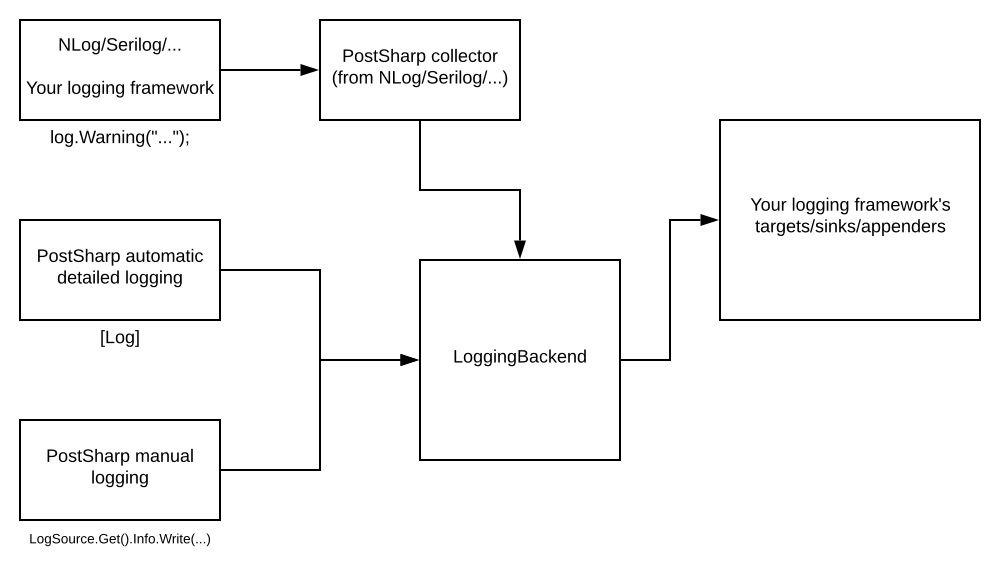 NLog/Serilog/...
Your logging framework
log.Warning("...");
PostSharp collector
(from NLog/Serilog/...)
Your logging framework's
targets/sinks/appenders
PostSharp automatic
detailed logging
[Log]
LoggingBackend
PostSharp manual
logging
LogSource.Get().Info.Write(...)